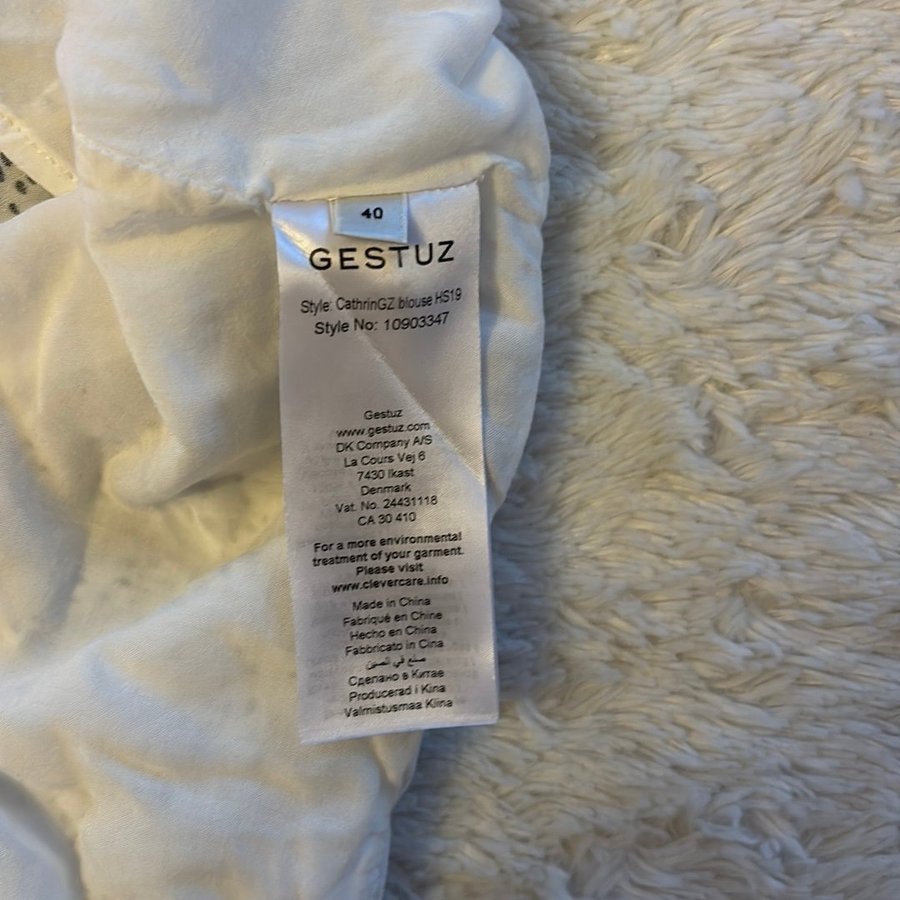 40
GESTUZ
Style: CathrinGZ blouse HS19
Style No: 10903347
Gestuz
www.gestuz.com
DK Company A/S
La Cours Vej 6
7430 Ikast
Denmark
Vat. No. 24431118
CA 30 410
For a more environmental
treatment of your garment.
Please visit
www.clevercare.info
Made in China
Fabriqué en Chine
Hecho en China
Fabbricato in Cina
صنع في الصين
Сделано в Китае
Producerad i Kina
Valmistusmaa Kiina